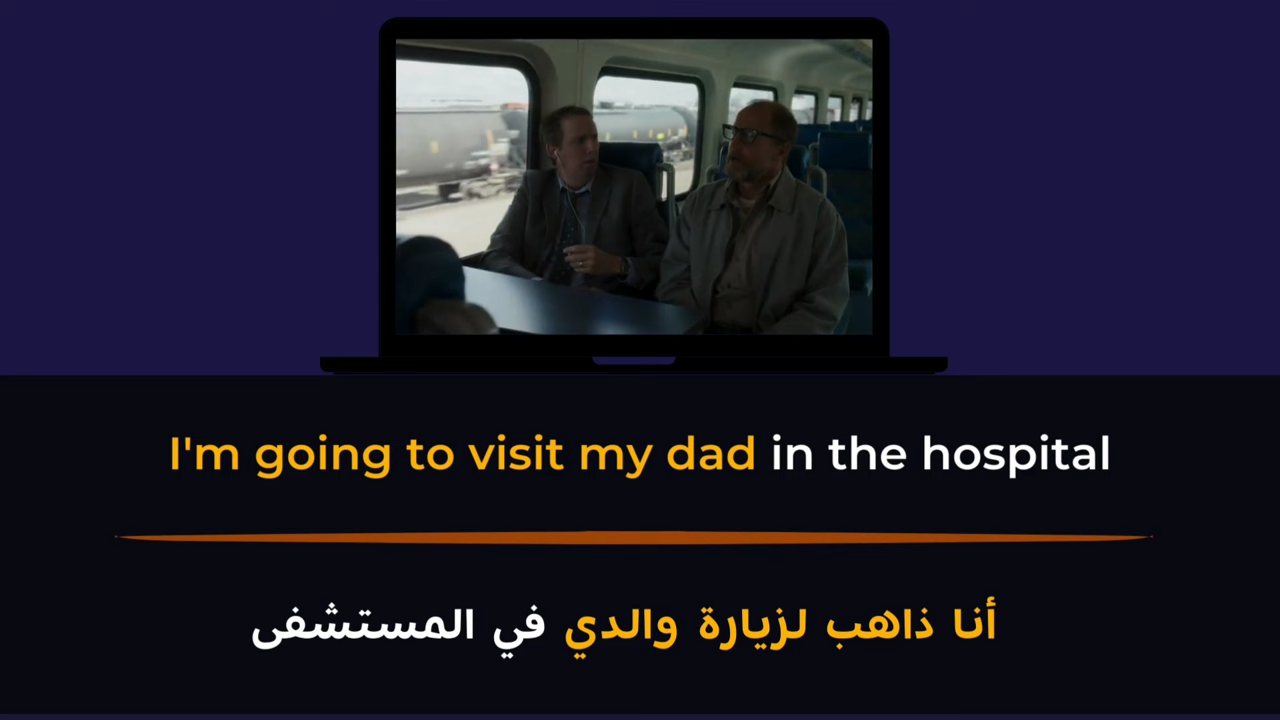 I'm going to visit my dad in the hospital
أنا ذاهب لزيارة والدي في المستشفى